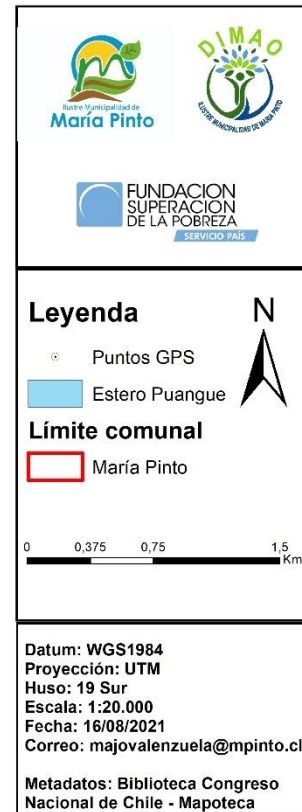 Ilustre Municipalidad de
María Pinto
DIMAO
ILUSTRE MUNICIPALIDAD DE MARÍA PINTO
FUNDACION
SUPERACION
DE LA POBREZA
SERVICIO PAÍS
Leyenda
N
Puntos GPS
Estero Puangue
Límite comunal
María Pinto
0 0,375 0,75 1,5
Km
Datum: WGS1984
Proyección: UTM
Huso: 19 Sur
Escala: 1:20.000
Fecha: 16/08/2021
Correo: majovalenzuela@mpinto.cl
Metadatos: Biblioteca Congreso
Nacional de Chile - Mapoteca